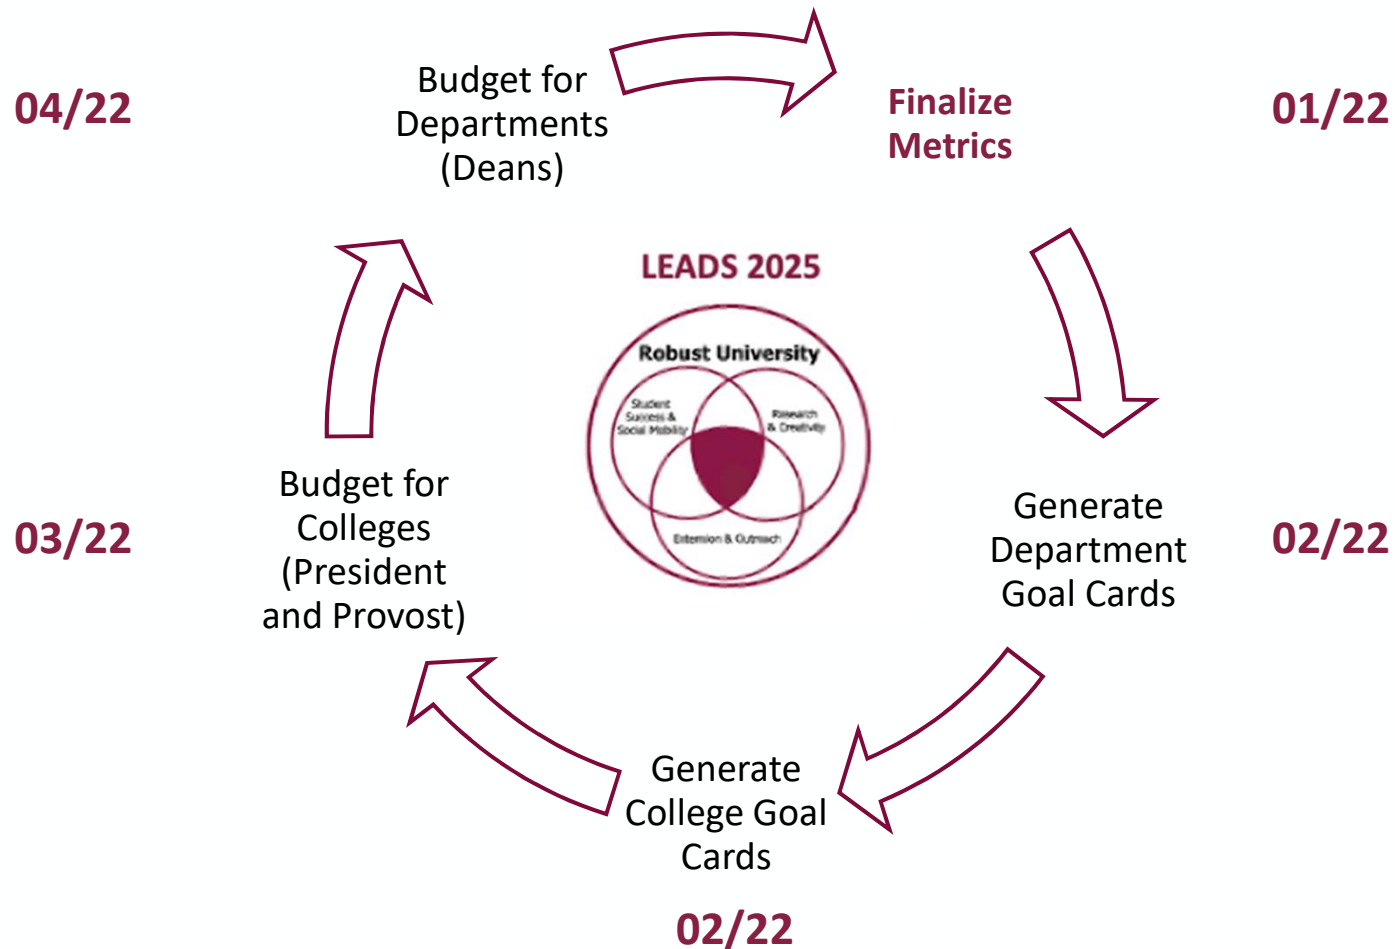 04/22
Budget for
Departments
(Deans)
Finalize
Metrics
01/22
LEADS 2025
Robust University
Student
Success &
Social Mobility
Research
& Creativity
Extension & Outreach
03/22
Budget for
Colleges
(President
and Provost)
Generate
Department
Goal Cards
02/22
Generate
College Goal
Cards
02/22